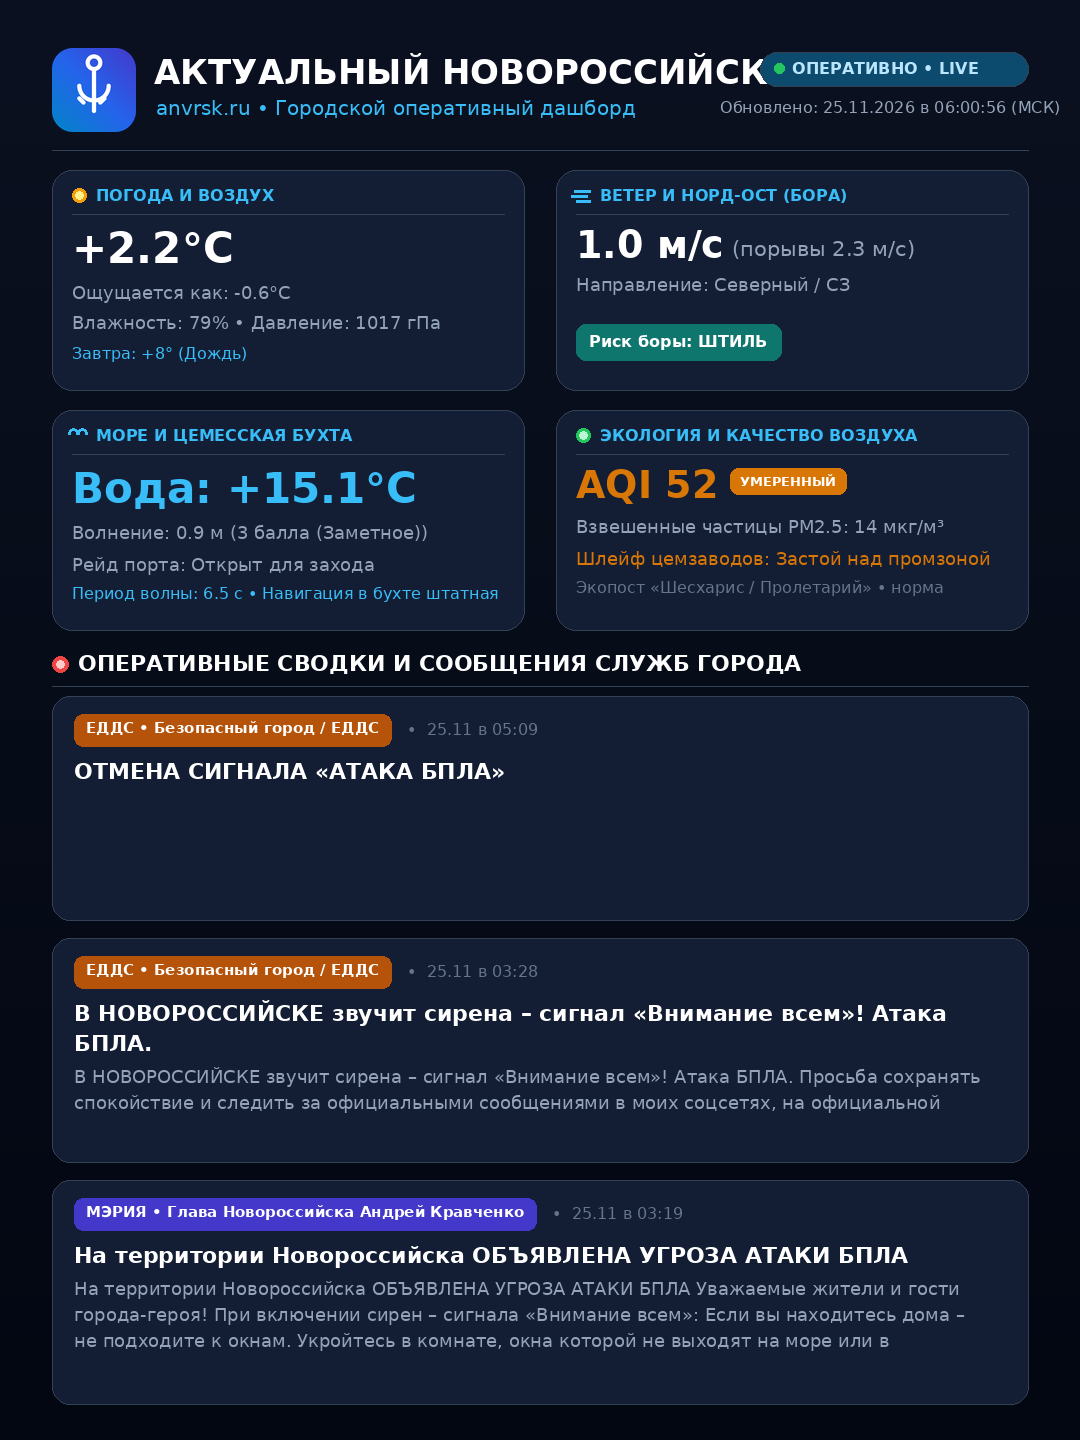 АКТУАЛЬНЫЙ НОВОРОССИЙСК
ОПЕРАТИВНО • LIVE
anvrsk.ru • Городской оперативный дашборд
Обновлено: 25.11.2026 в 06:00:56 (МСК)
ПОГОДА И ВОЗДУХ
+2.2°C
Ощущается как: -0.6°C
Влажность: 79% • Давление: 1017 гПа
Завтра: +8° (Дождь)
ВЕТЕР И НОРД-ОСТ (БОРА)
1.0 м/с (порывы 2.3 м/с)
Направление: Северный / СЗ
Риск боры: ШТИЛЬ
МОРЕ И ЦЕМЕССКАЯ БУХТА
Вода: +15.1°C
Волнение: 0.9 м (3 балла (Заметное))
Рейд порта: Открыт для захода
Период волны: 6.5 с • Навигация в бухте штатная
ЭКОЛОГИЯ И КАЧЕСТВО ВОЗДУХА
AQI 52 УМЕРЕННЫЙ
Взвешенные частицы PM2.5: 14 мкг/м³
Шлейф цемзаводов: Застой над промзоной
Экопост «Шесхарис / Пролетарий» • норма
ОПЕРАТИВНЫЕ СВОДКИ И СООБЩЕНИЯ СЛУЖБ ГОРОДА
ЕДДС • Безопасный город / ЕДДС • 25.11 в 05:09
ОТМЕНА СИГНАЛА «АТАКА БПЛА»
ЕДДС • Безопасный город / ЕДДС • 25.11 в 03:28
В НОВОРОССИЙСКЕ звучит сирена – сигнал «Внимание всем»! Атака
БПЛА.
В НОВОРОССИЙСКЕ звучит сирена – сигнал «Внимание всем»! Атака БПЛА. Просьба сохранять
спокойствие и следить за официальными сообщениями в моих соцсетях, на официальной
МЭРИЯ • Глава Новороссийска Андрей Кравченко • 25.11 в 03:19
На территории Новороссийска ОБЪЯВЛЕНА УГРОЗА АТАКИ БПЛА
На территории Новороссийска ОБЪЯВЛЕНА УГРОЗА АТАКИ БПЛА Уважаемые жители и гости
города-героя! При включении сирен – сигнала «Внимание всем»: Если вы находитесь дома –
не подходите к окнам. Укройтесь в комнате, окна которой не выходят на море или в